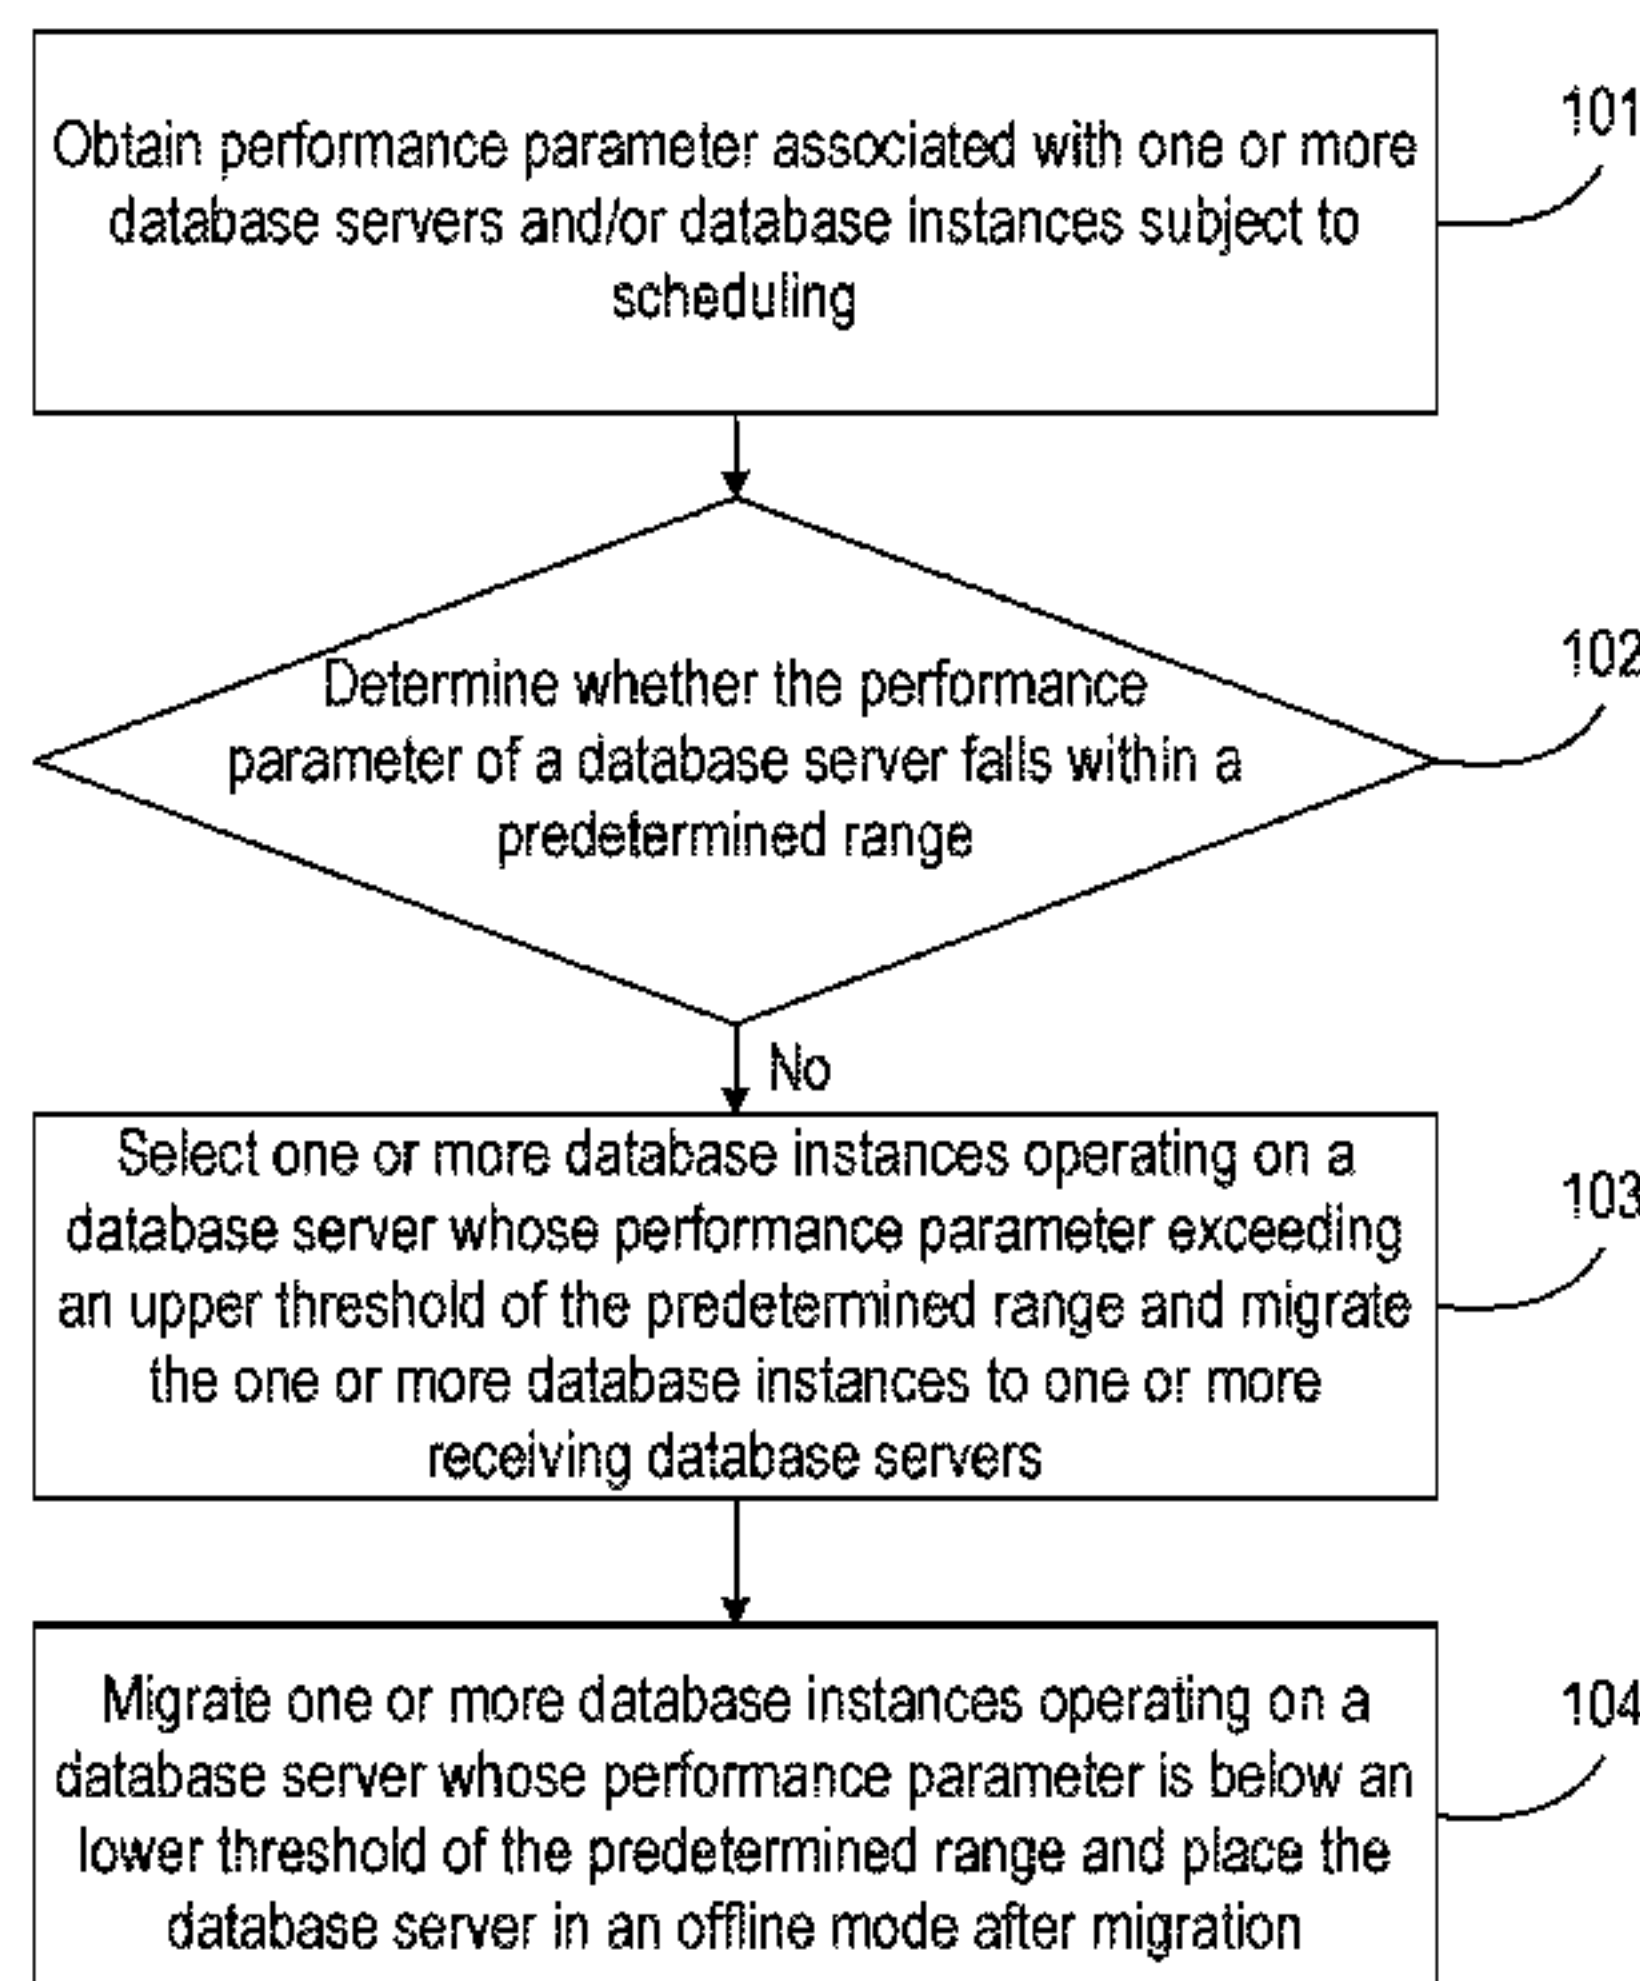 Obtain performance parameter associated with one or more
database servers and/or database instances subject to
scheduling
101
Determine whether the performance
parameter of a database server falls within a
predetermined range
102
No
Select one or more database instances operating on a
database server whose performance parameter exceeding
an upper threshold of the predetermined range and migrate
the one or more database instances to one or more
receiving database servers
103
Migrate one or more database instances operating on a
database server whose performance parameter is below an
lower threshold of the predetermined range and place the
database server in an offline mode after migration
104